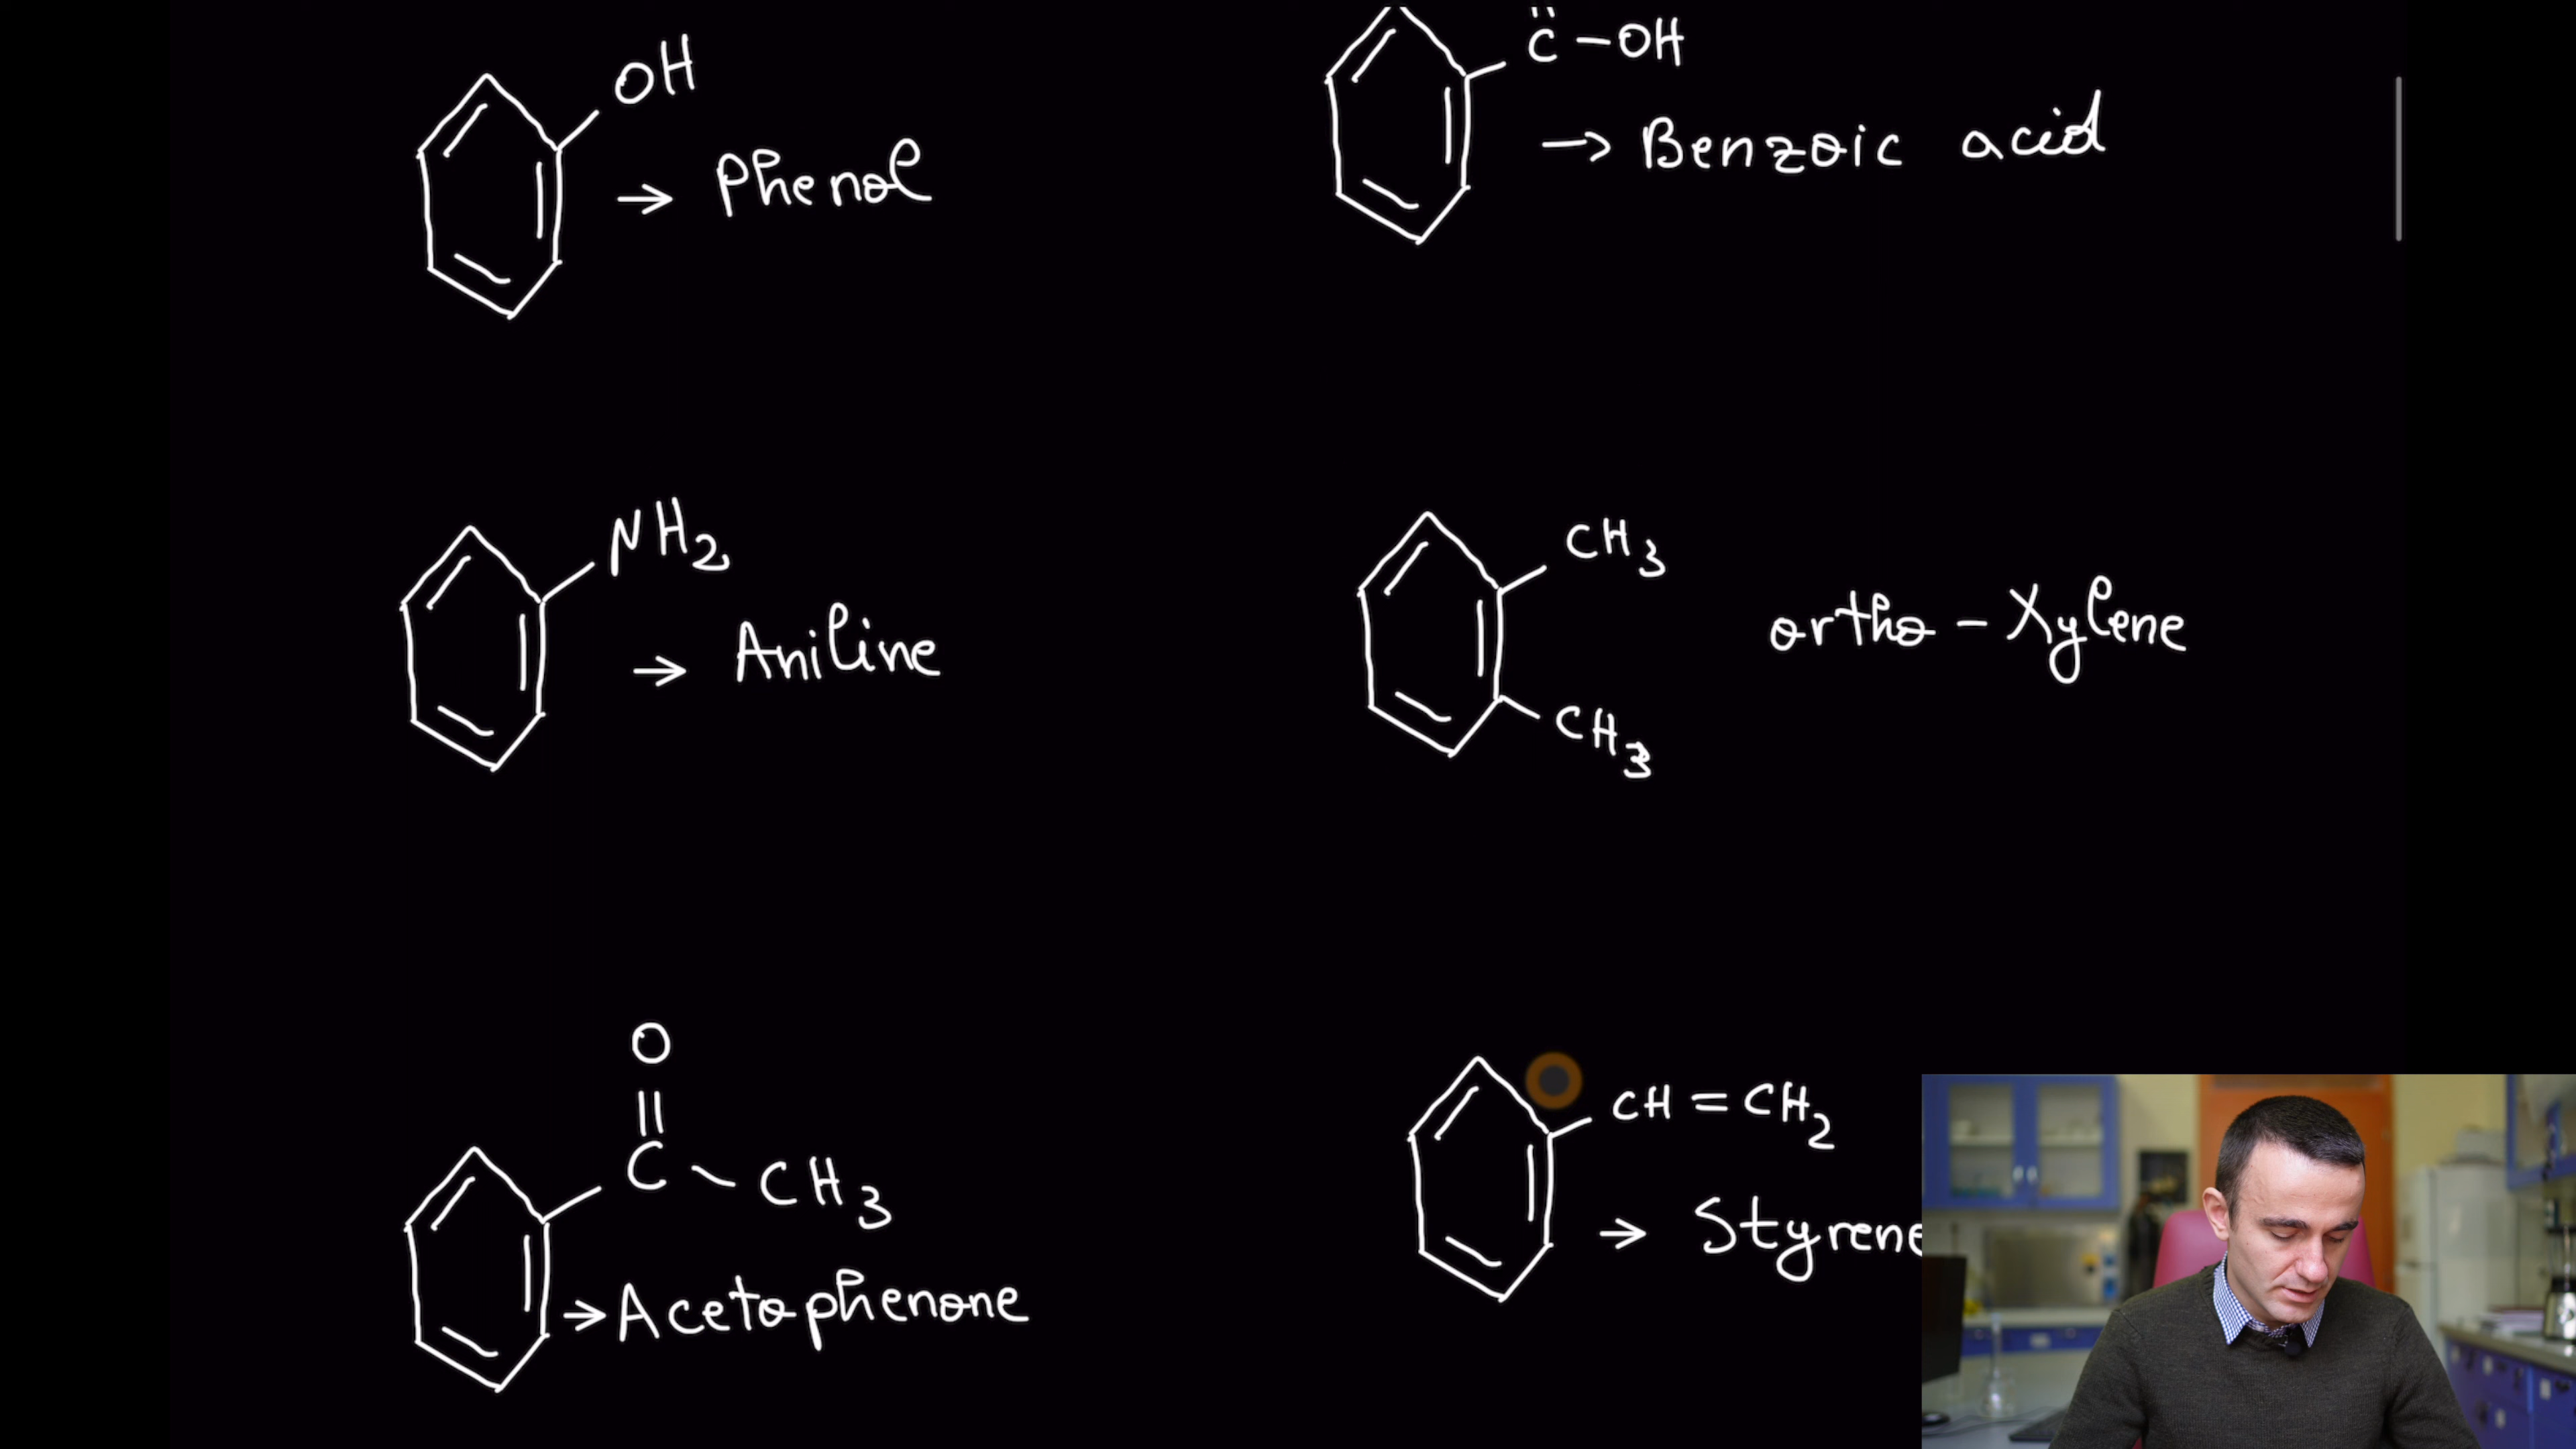 OH
→ Phenol
C - OH
→ Benzoic acid
NH2
→ Aniline
CH3
CH3
ortho - Xylene
O
C - CH3
→ Acetophenone
CH = CH2
→ Styrene